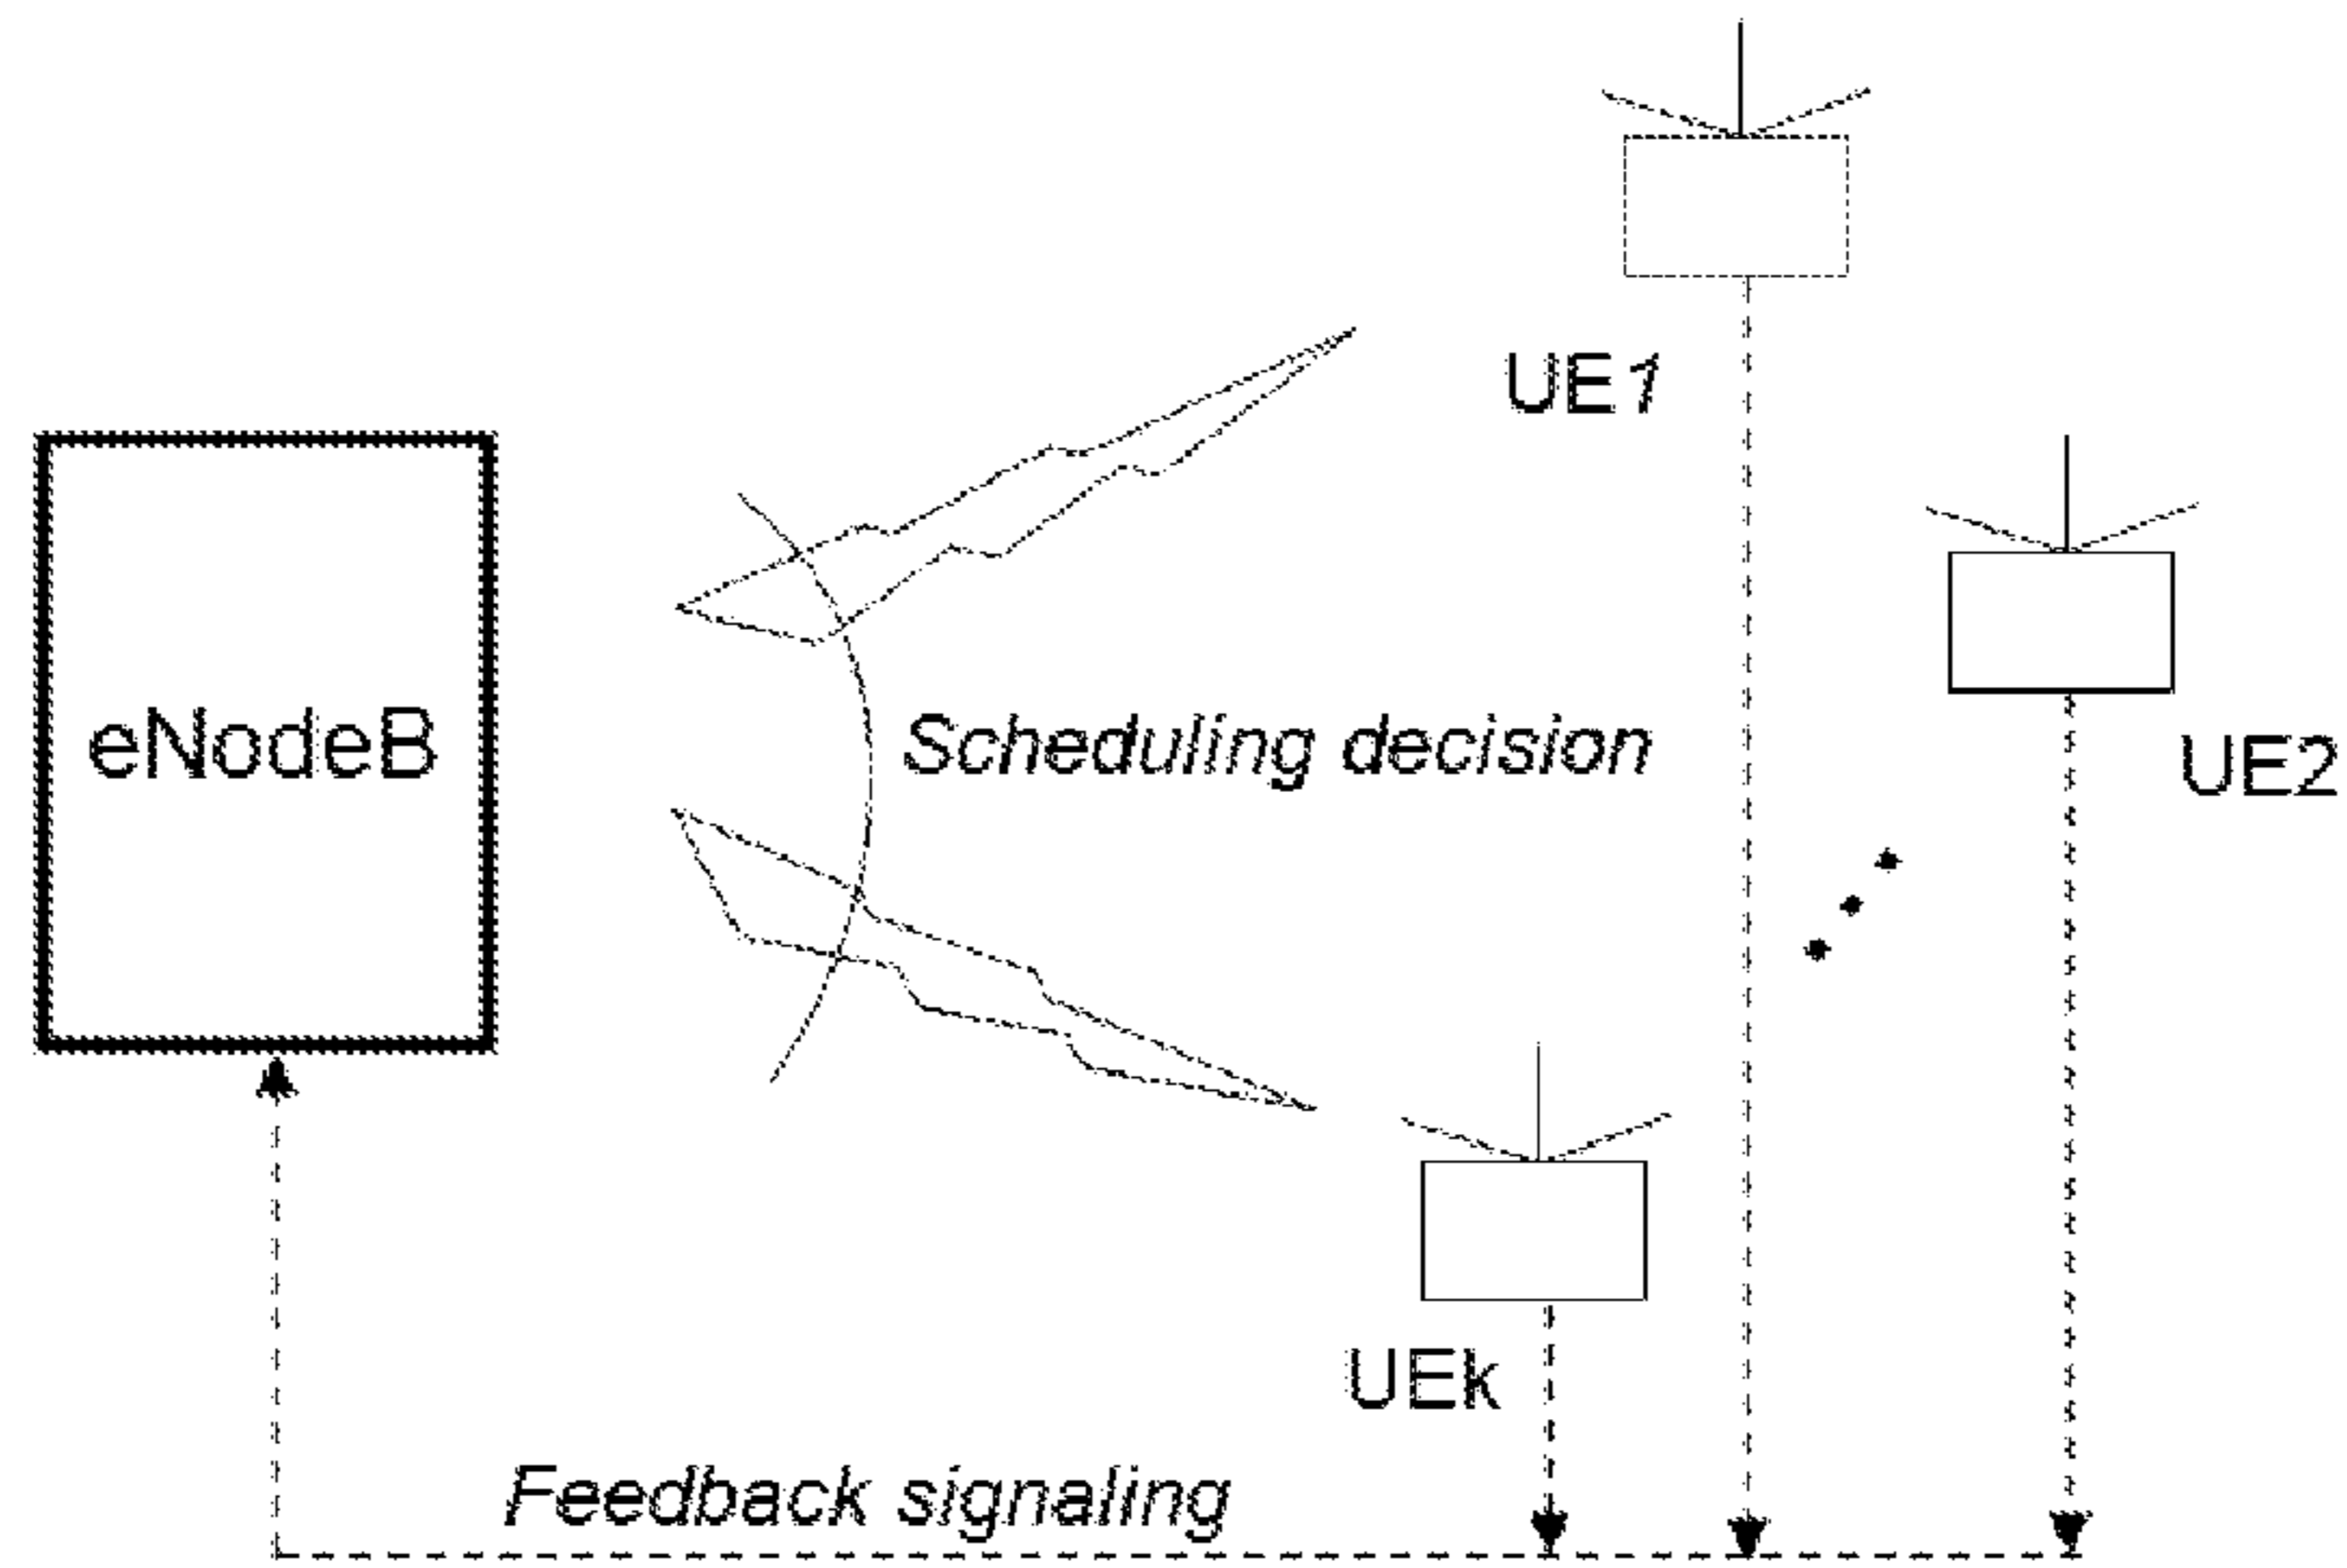 UE1
eNodeB
Scheduling decision
UE2
UEk
Feedback signaling